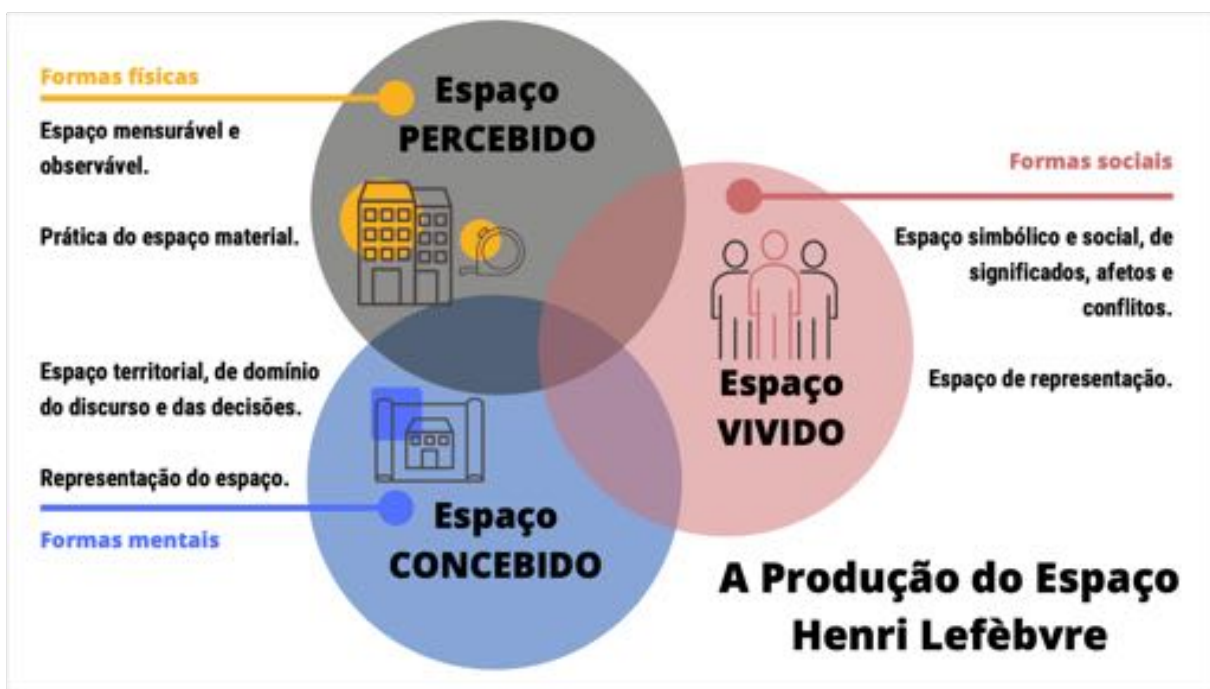 Formas físicas
Espaço mensurável e
observável.
Prática do espaço material.
Espaço
PERCEBIDO
Formas sociais
Espaço simbólico e social, de
significados, afetos e
conflitos.
Espaço de representação.
Espaço
VIVIDO
Espaço territorial, de domínio
do discurso e das decisões.
Representação do espaço.
Formas mentais
Espaço
CONCEBIDO
A Produção do Espaço
Henri Lefèbvre